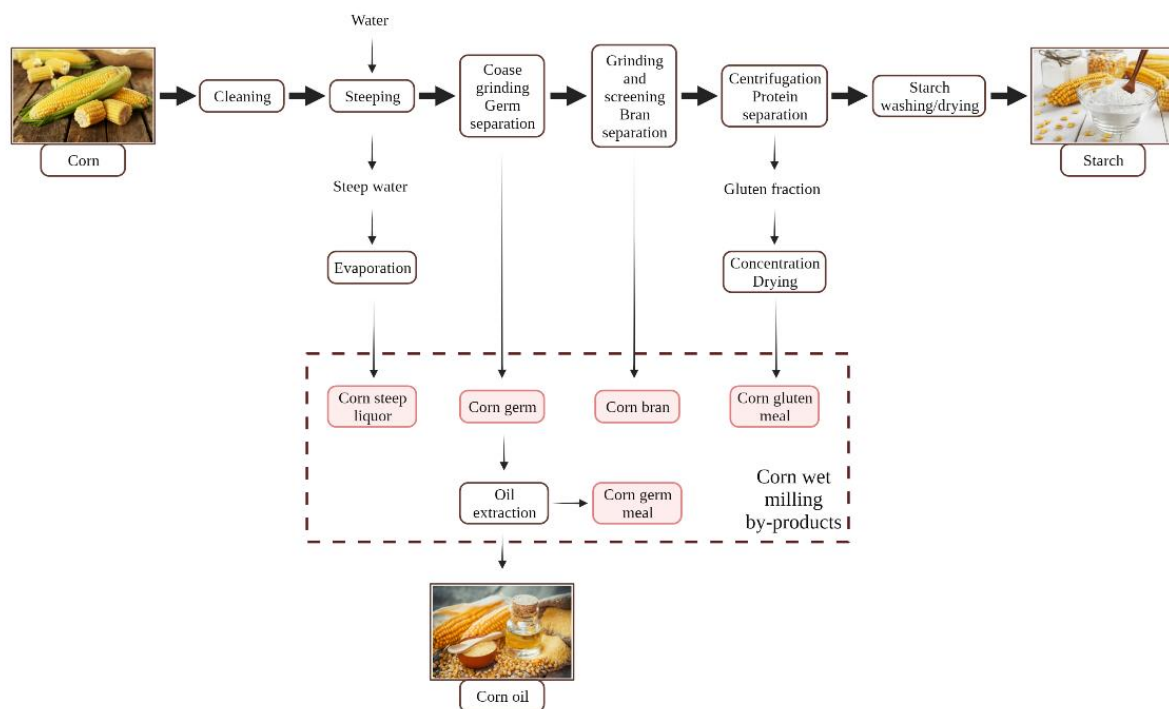 Water
Corn
Cleaning
Steeping
Coase
grinding
Germ
separation
Grinding
and
screening
Bran
separation
Centrifugation
Protein
separation
Starch
washing/drying
Starch
Steep water
Gluten fraction
Evaporation
Concentration
Drying
Corn steep
liquor
Corn germ
Corn bran
Corn gluten
meal
Oil
extraction
Corn germ
meal
Corn wet
milling
by-products
Corn oil